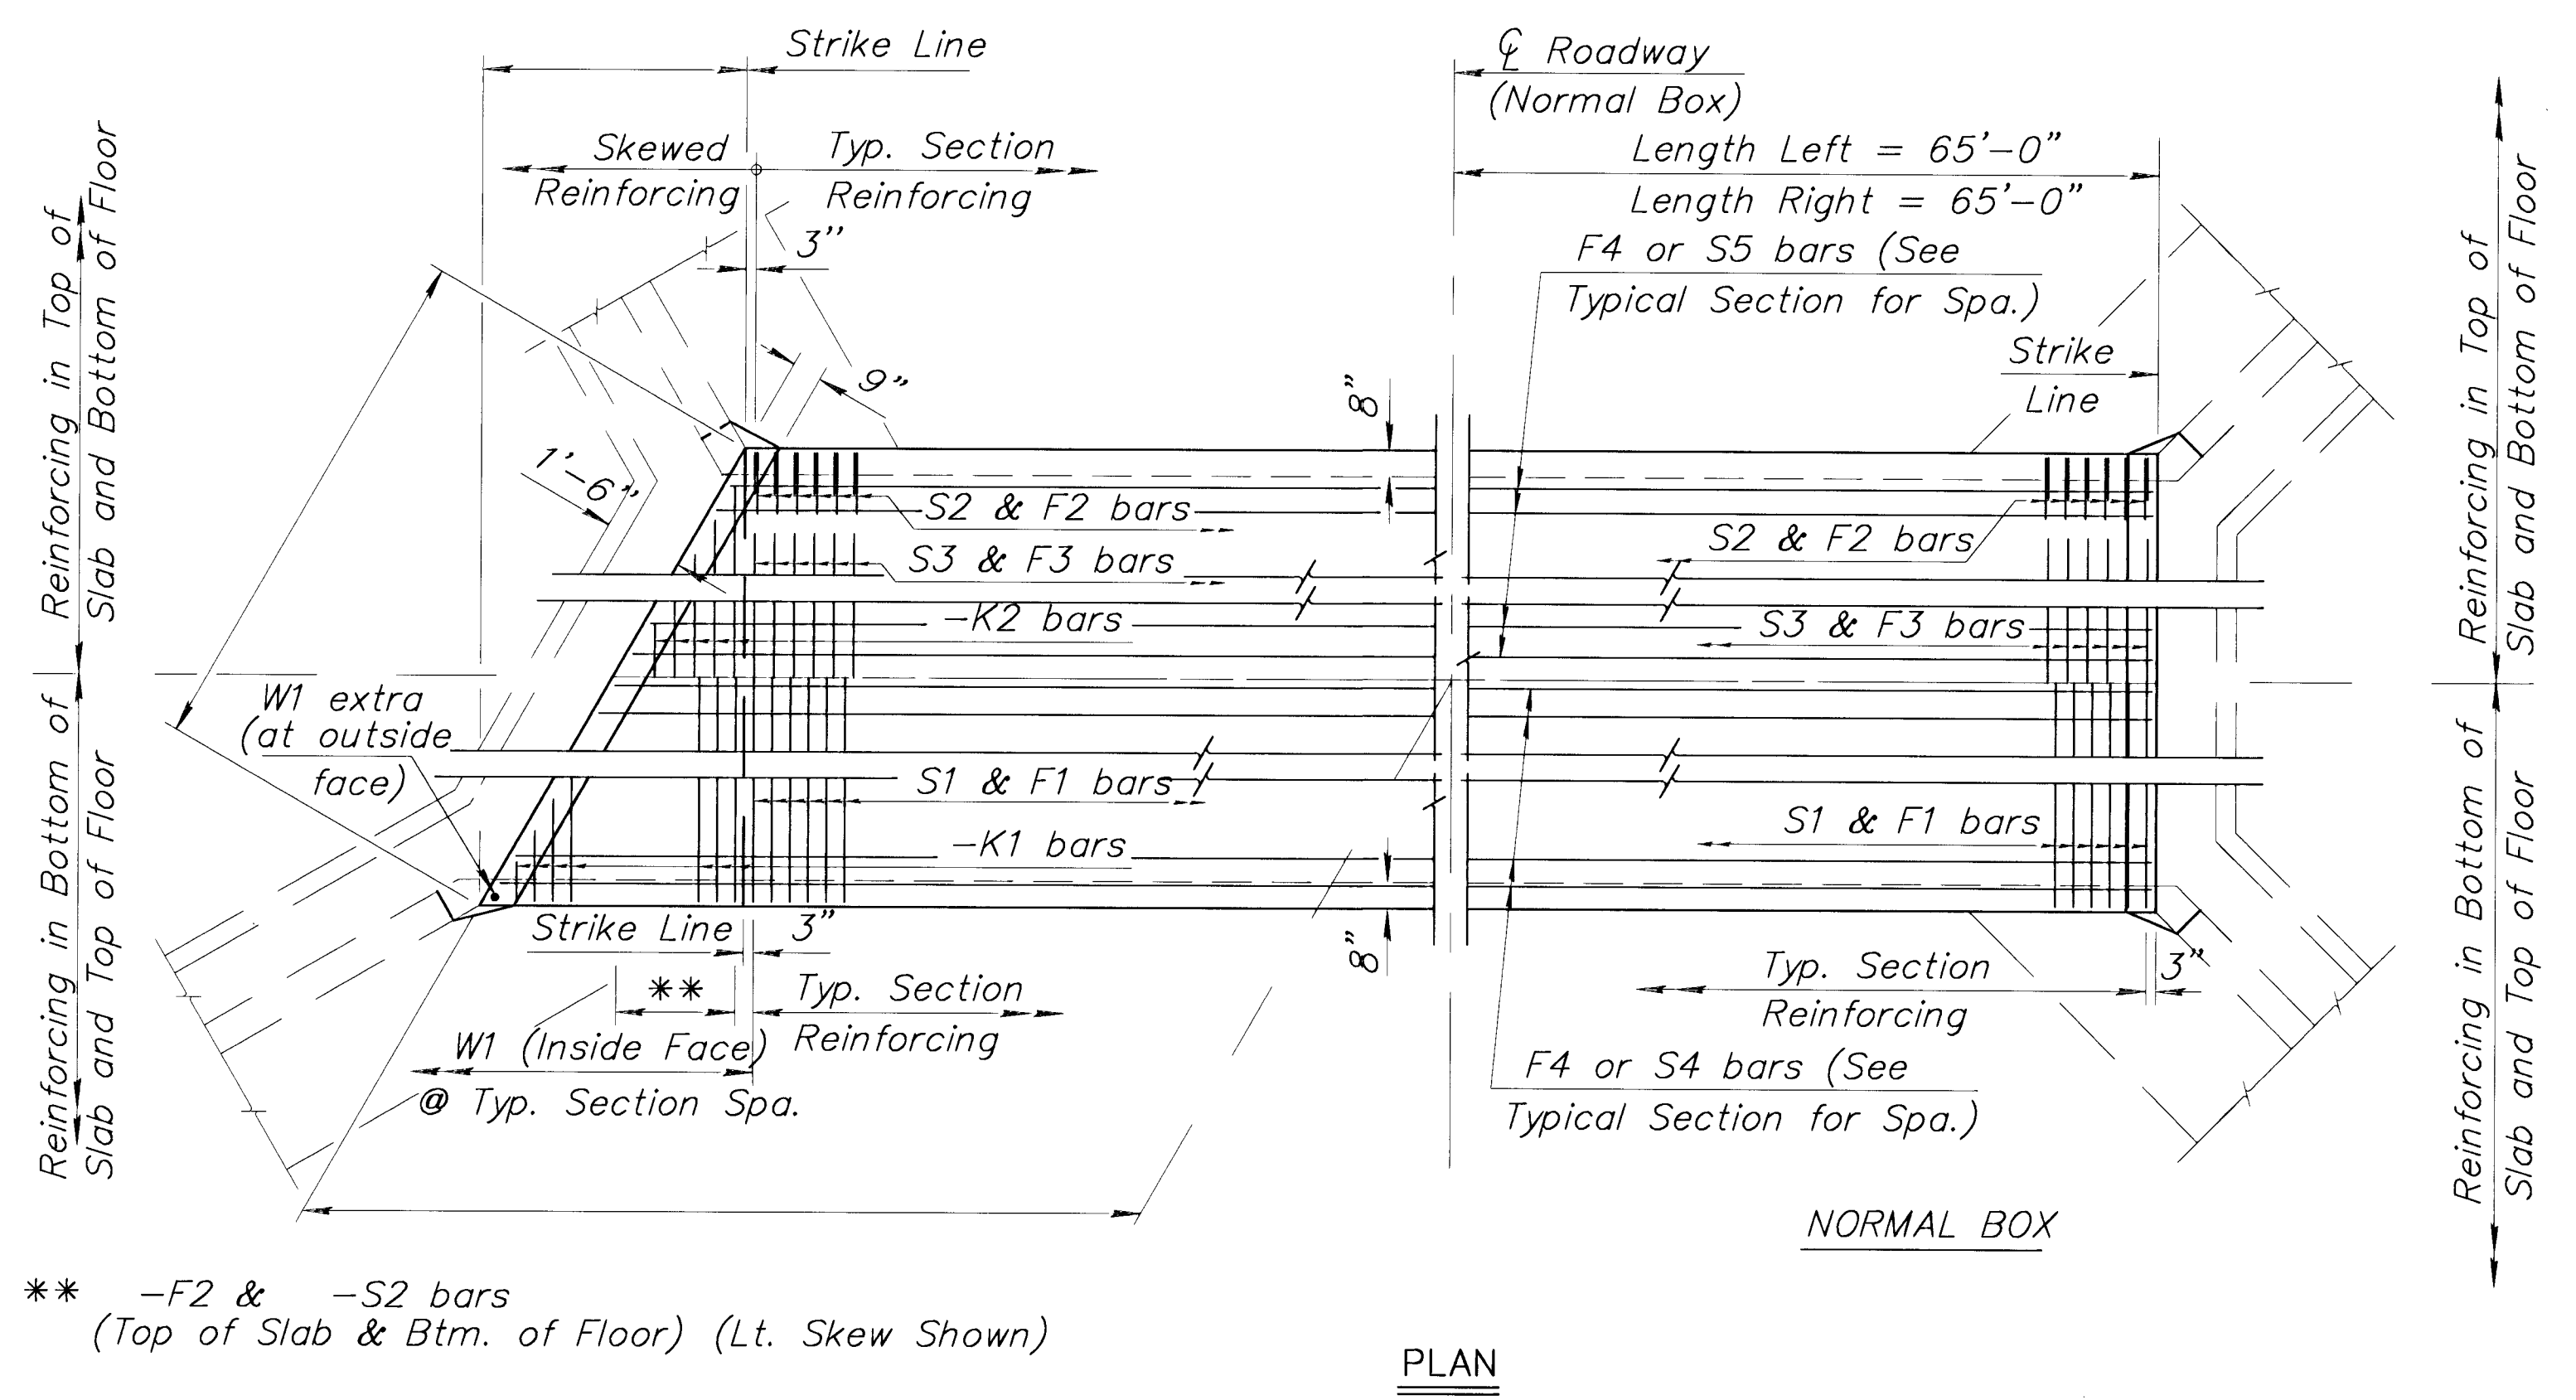 Strike Line
℄ Roadway
(Normal Box)
Skewed
Reinforcing
Typ. Section
Reinforcing
Length Left = 65'-0"
Length Right = 65'-0"
3"
F4 or S5 bars (See
Typical Section for Spa.)
Strike
Line
9"
8"
1'-6"
S2 & F2 bars
S2 & F2 bars
S3 & F3 bars
-K2 bars
S3 & F3 bars
Reinforcing in Top of
Slab and Bottom of Floor
Reinforcing in Top of
Slab and Bottom of Floor
W1 extra
(at outside
face)
S1 & F1 bars
S1 & F1 bars
-K1 bars
Reinforcing in Bottom of
Slab and Top of Floor
Reinforcing in Bottom of
Slab and Top of Floor
Strike Line
3"
8"
**
Typ. Section
Reinforcing
Typ. Section
Reinforcing
3"
W1 (Inside Face)
@ Typ. Section Spa.
F4 or S4 bars (See
Typical Section for Spa.)
NORMAL BOX
** -F2 & -S2 bars
(Top of Slab & Btm. of Floor) (Lt. Skew Shown)
PLAN